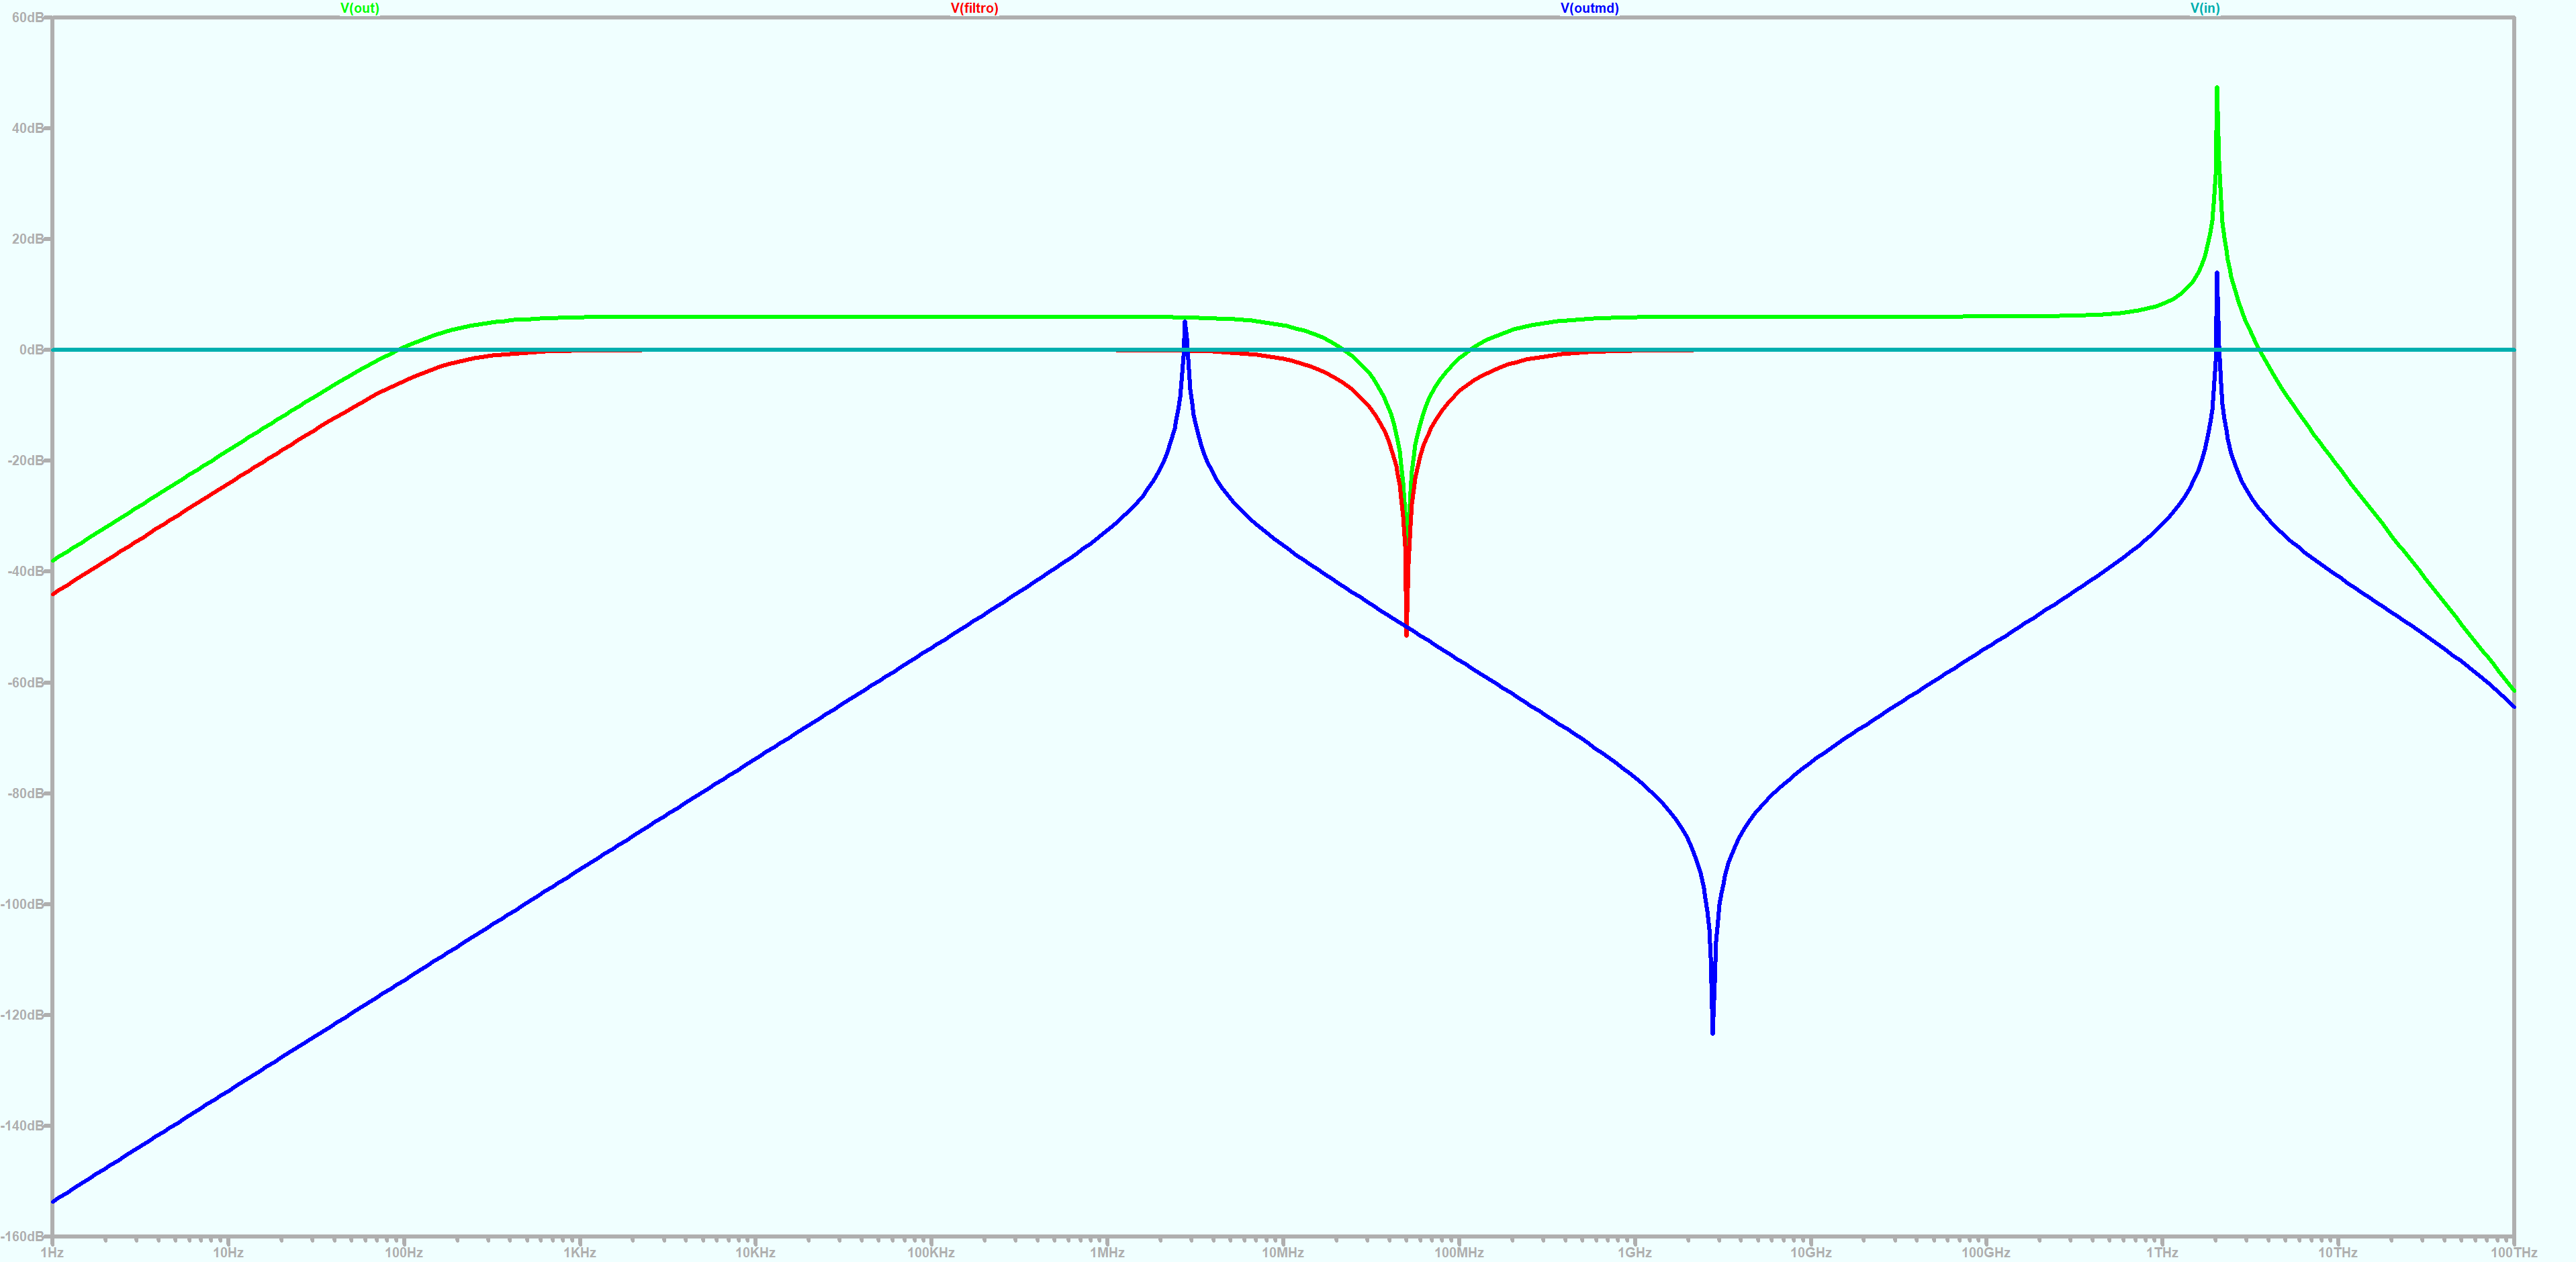 V(out) V(filtro) V(outmd) V(in)
60dB
40dB
20dB
0dB
-20dB
-40dB
-60dB
-80dB
-100dB
-120dB
-140dB
-160dB
1Hz 10Hz 100Hz 1KHz 10KHz 100KHz 1MHz 10MHz 100MHz 1GHz 10GHz 100GHz 1THz 10THz 100THz